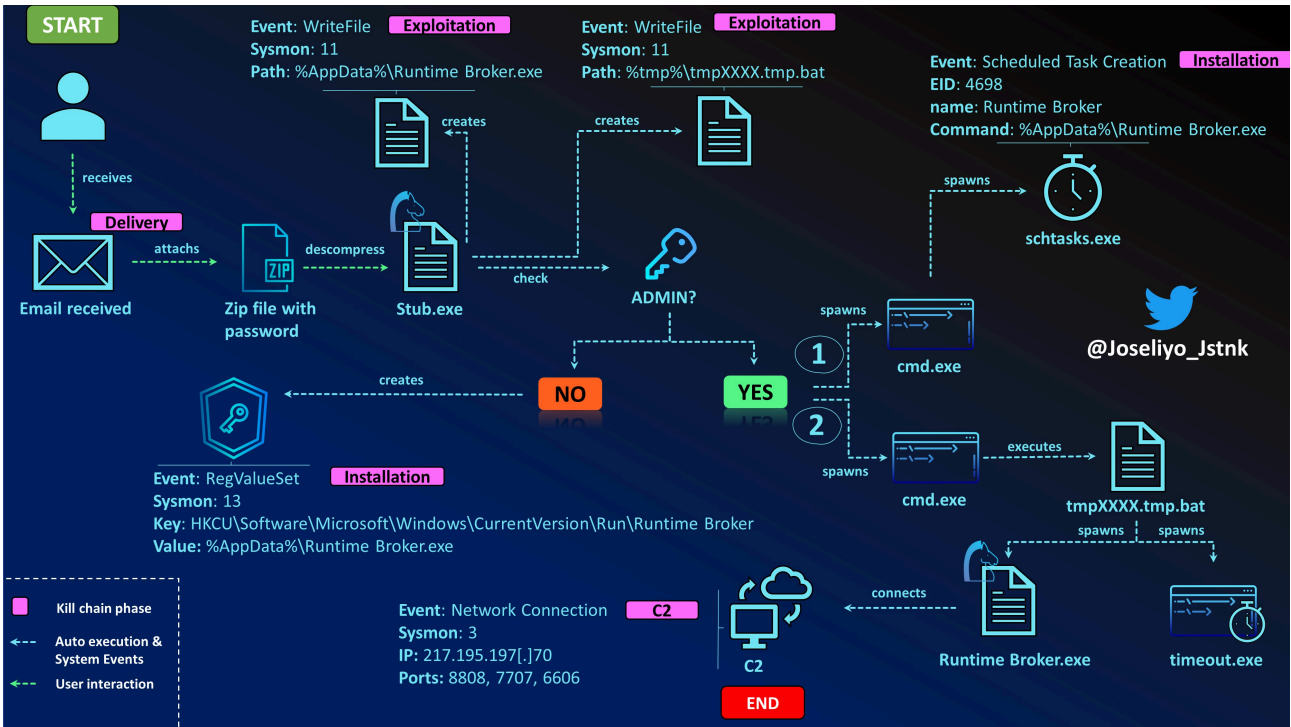 START
Event: WriteFile Exploitation
Sysmon: 11
Path: %AppData%\Runtime Broker.exe
Event: WriteFile Exploitation
Sysmon: 11
Path: %tmp%\tmpXXXX.tmp.bat
Event: Scheduled Task Creation Installation
EID: 4698
name: Runtime Broker
Command: %AppData%\Runtime Broker.exe
creates
creates
receives
spawns
schtasks.exe
Delivery
attachs
descompress
check
ZIP
Email received
Zip file with
password
Stub.exe
ADMIN?
spawns
1
cmd.exe
@Joseliyo_Jstnk
creates
NO
YES
2
spawns
cmd.exe
executes
tmpXXXX.tmp.bat
spawns spawns
Event: RegValueSet Installation
Sysmon: 13
Key: HKCU\Software\Microsoft\Windows\CurrentVersion\Run\Runtime Broker
Value: %AppData%\Runtime Broker.exe
Kill chain phase
Auto execution &
System Events
User interaction
Event: Network Connection C2
Sysmon: 3
IP: 217.195.197[.]70
Ports: 8808, 7707, 6606
connects
C2
Runtime Broker.exe
timeout.exe
END